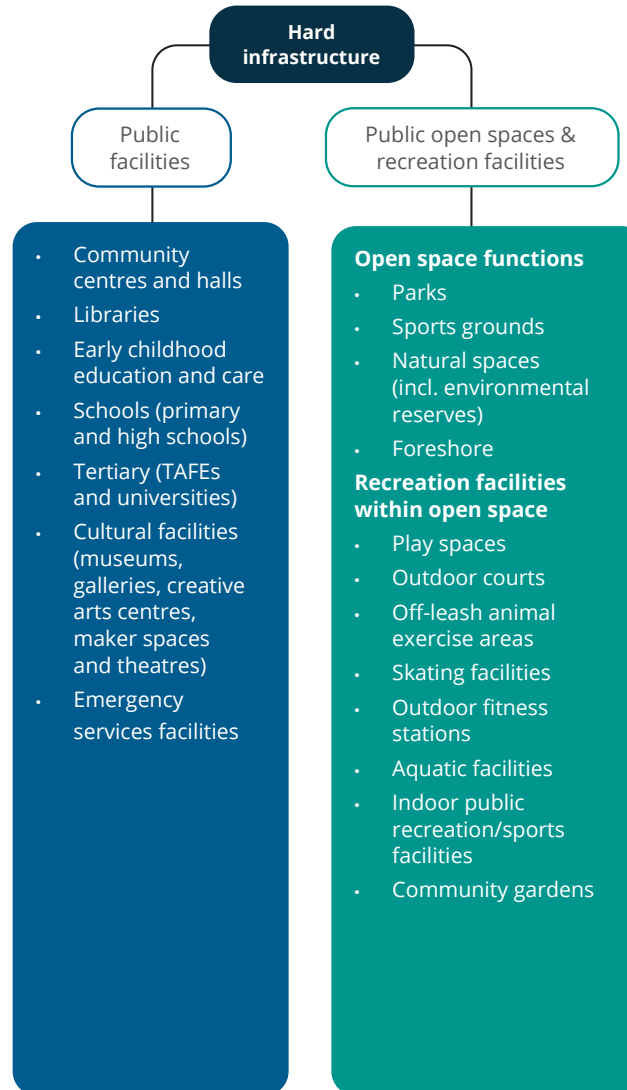 Hard
infrastructure
Public
facilities
Public open spaces &
recreation facilities
• Community
centres and halls
• Libraries
• Early childhood
education and care
• Schools (primary
and high schools)
• Tertiary (TAFEs
and universities)
• Cultural facilities
(museums,
galleries, creative
arts centres,
maker spaces
and theatres)
• Emergency
services facilities
Open space functions
• Parks
• Sports grounds
• Natural spaces
(incl. environmental
reserves)
• Foreshore
Recreation facilities
within open space
• Play spaces
• Outdoor courts
• Off-leash animal
exercise areas
• Skating facilities
• Outdoor fitness
stations
• Aquatic facilities
• Indoor public
recreation/sports
facilities
• Community gardens